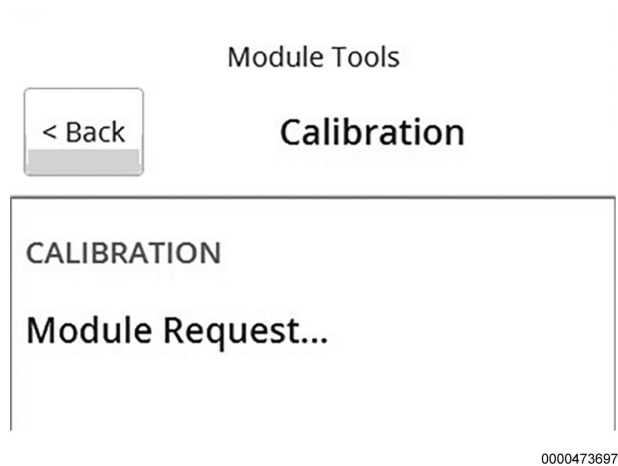 Module Tools
< Back
Calibration
CALIBRATION
Module Request...
0000473697